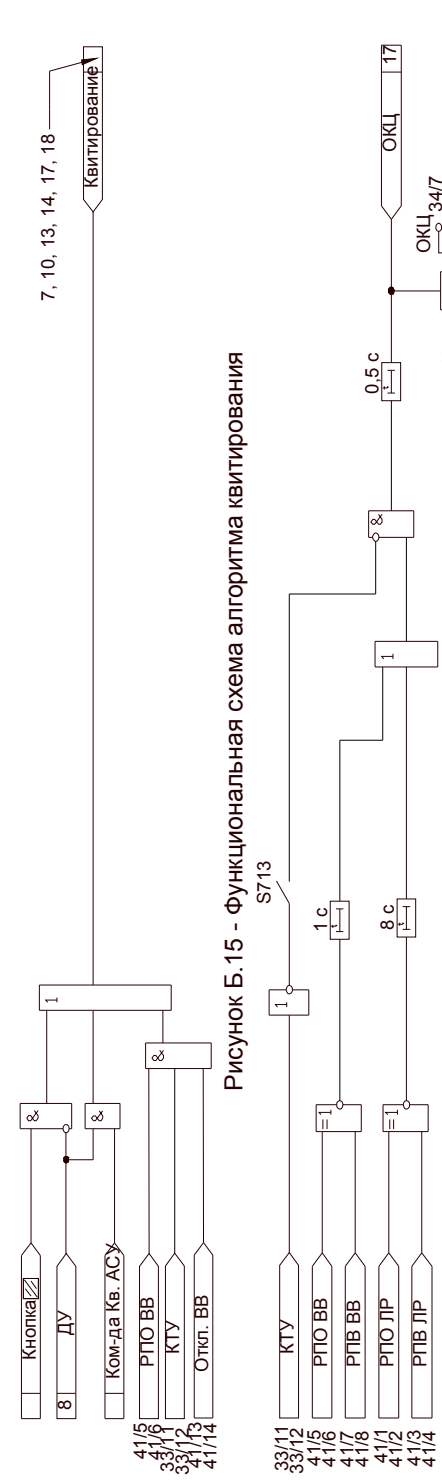 7, 10, 13, 14, 17, 18
Кнопка
Квитирование
8 ДУ
&
1
Ком-да Кв. АСУ
&
41/5
41/6
РПО ВВ
&
33/11
33/12
КТУ
41/13
41/14
Откл. ВВ
Рисунок Б.15 - Функциональная схема алгоритма квитирования
33/11
33/12
КТУ
1
S713
&
0,5 с
t
ОКЦ 17
41/5
41/6
РПО ВВ
=1
1 с
t
1
ОКЦ
34/7
41/7
41/8
РПВ ВВ
41/1
41/2
РПО ЛР
=1
8 с
t
41/3
41/4
РПВ ЛР